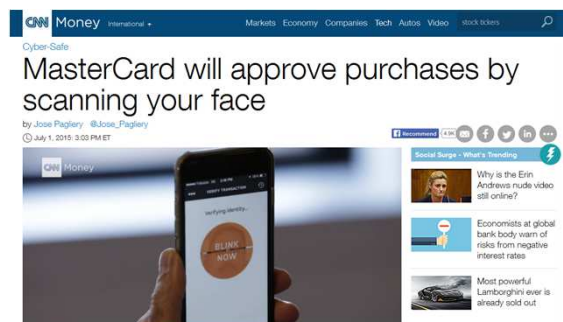 CNN Money International
Markets Economy Companies Tech Autos Video stock tickers
Cyber-Safe
MasterCard will approve purchases by
scanning your face
by Jose Pagliery @Jose_Pagliery
July 1, 2015: 3:03 PM ET
Recommend
Social Surge - What's Trending
CNN Money
VERIFY TRANSACTION
Verifying identity...
BLINK
NOW
Why is the Erin
Andrews nude video
still online?
Economists at global
bank body warn of
risks from negative
interest rates
Most powerful
Lamborghini ever is
already sold out